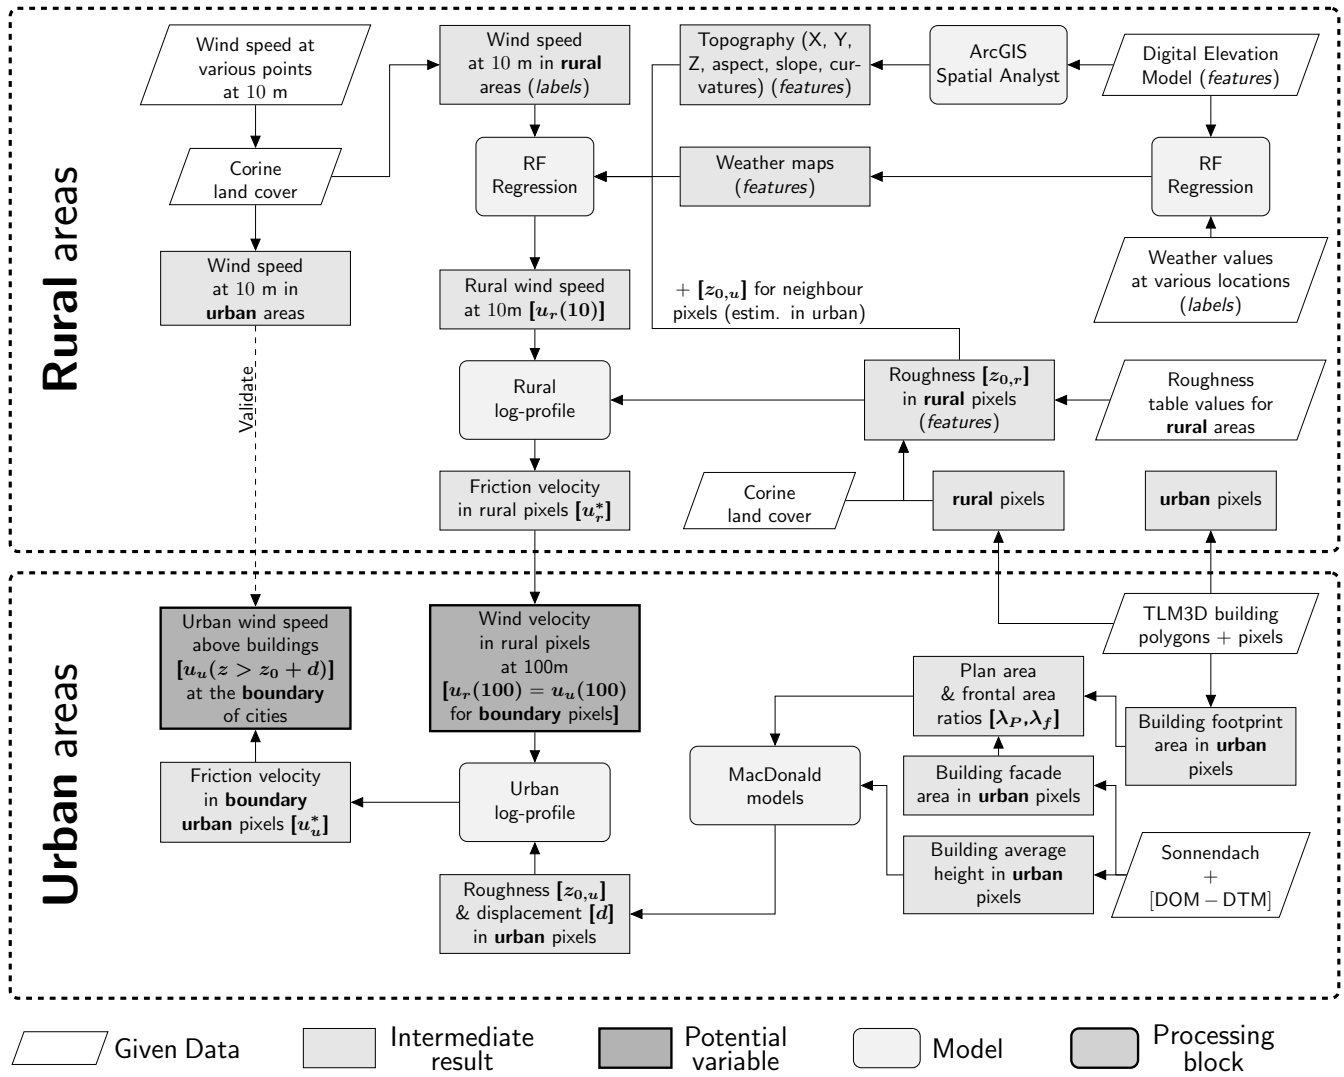 Rural areas
Wind speed at
various points
at 10 m
Corine
land cover
Wind speed
at 10 m in
urban areas
Validate
Wind speed
at 10 m in rural
areas (labels)
RF
Regression
Rural wind speed
at 10m [u_r(10)]
Rural
log-profile
Friction velocity
in rural pixels [u_r^*]
Topography (X, Y,
Z, aspect, slope, cur-
vatures) (features)
Weather maps
(features)
+ [z_{0,u}] for neighbour
pixels (estim. in urban)
ArcGIS
Spatial Analyst
Digital Elevation
Model (features)
RF
Regression
Weather values
at various locations
(labels)
Roughness [z_{0,r}]
in rural pixels
(features)
Roughness
table values for
rural areas
Corine
land cover
rural pixels
urban pixels
Urban areas
Urban wind speed
above buildings
[u_u(z > z_0 + d)]
at the boundary
of cities
Friction velocity
in boundary
urban pixels [u_u^*]
Wind velocity
in rural pixels
at 100m
[u_r(100) = u_u(100)
for boundary pixels]
Urban
log-profile
Roughness [z_{0,u}]
& displacement [d]
in urban pixels
MacDonald
models
Plan area
& frontal area
ratios [λ_P,λ_f]
Building facade
area in urban pixels
Building average
height in urban
pixels
TLM3D building
polygons + pixels
Building footprint
area in urban
pixels
Sonnendach
+
[DOM − DTM]
Given Data
Intermediate
result
Potential
variable
Model
Processing
block